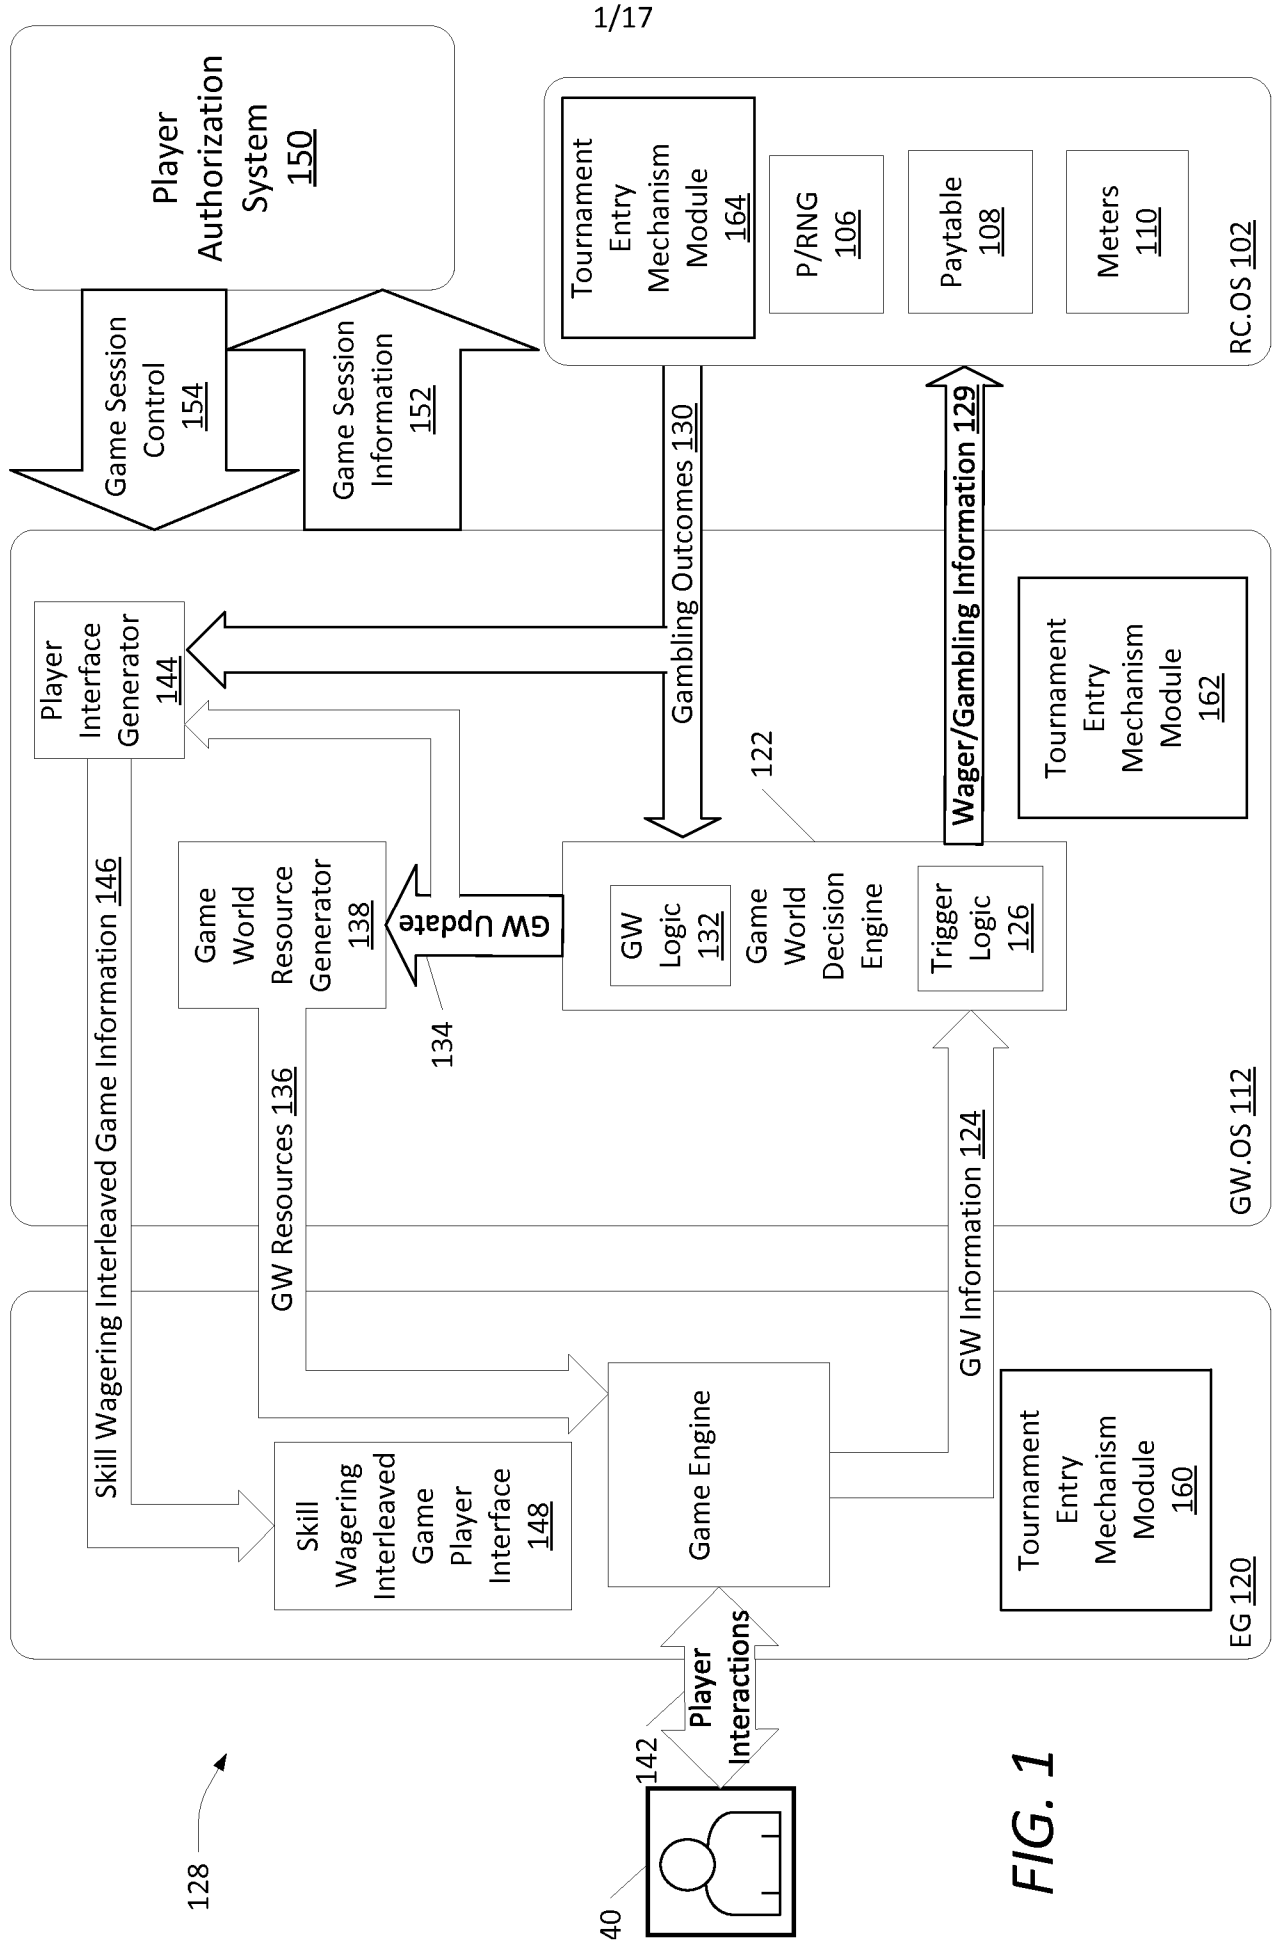 1/17
128
Skill Wagering Interleaved Game Information 146
Player
Interface
Generator
144
Game Session
Control
154
Player
Authorization
System
150
Game Session
Information
152
Skill
Wagering
Interleaved
Game
Player
Interface
148
GW Resources 136
Game
World
Resource
Generator
138
134
GW Update
40
142
Player
Interactions
Game Engine
GW Information 124
GW
Logic
132
Game
World
Decision
Engine
Trigger
Logic
126
122
Gambling Outcomes 130
Wager/Gambling Information 129
Tournament
Entry
Mechanism
Module
164
P/RNG
106
Paytable
108
Meters
110
RC.OS 102
Tournament
Entry
Mechanism
Module
160
EG 120
Tournament
Entry
Mechanism
Module
162
GW.OS 112
FIG. 1